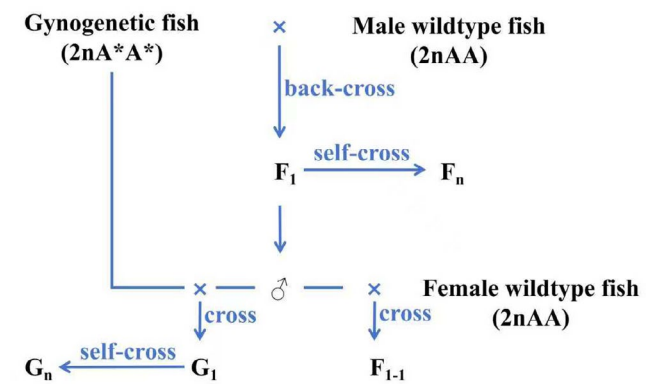 Gynogenetic fish × Male wildtype fish
(2nA*A*) (2nAA)
back-cross
F₁ self-cross Fₙ
× ♂ × Female wildtype fish
(2nAA)
cross cross
Gₙ self-cross G₁ F₁₋₁